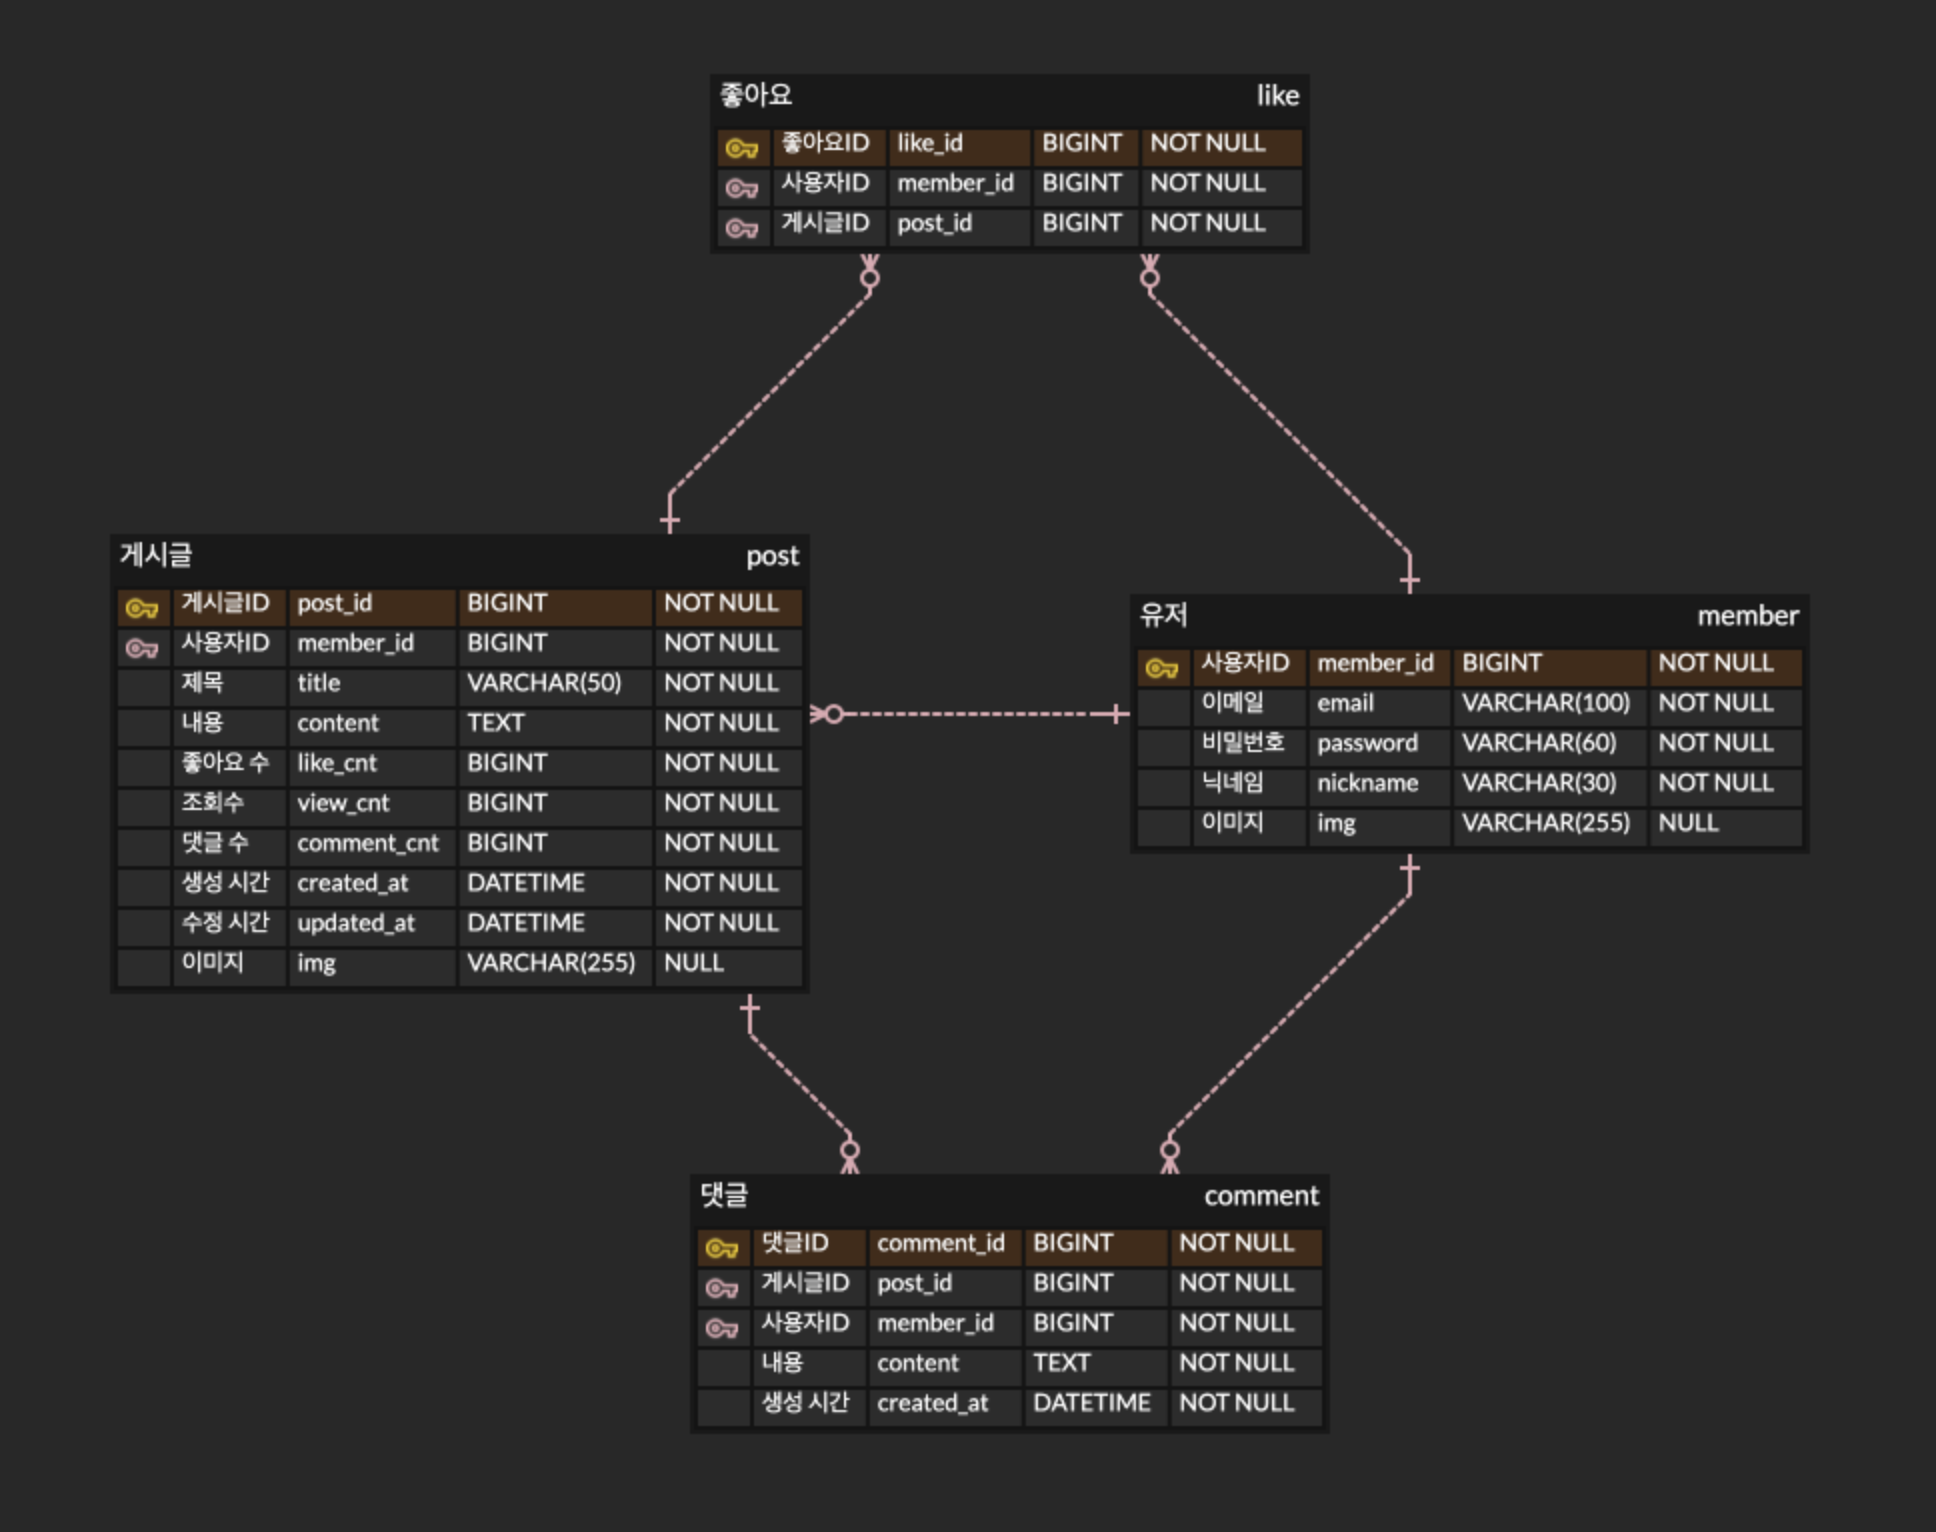 좋아요 like
좋아요ID like_id BIGINT NOT NULL
사용자ID member_id BIGINT NOT NULL
게시글ID post_id BIGINT NOT NULL
게시글 post
게시글ID post_id BIGINT NOT NULL
사용자ID member_id BIGINT NOT NULL
제목 title VARCHAR(50) NOT NULL
내용 content TEXT NOT NULL
좋아요 수 like_cnt BIGINT NOT NULL
조회수 view_cnt BIGINT NOT NULL
댓글 수 comment_cnt BIGINT NOT NULL
생성 시간 created_at DATETIME NOT NULL
수정 시간 updated_at DATETIME NOT NULL
이미지 img VARCHAR(255) NULL
유저 member
사용자ID member_id BIGINT NOT NULL
이메일 email VARCHAR(100) NOT NULL
비밀번호 password VARCHAR(60) NOT NULL
닉네임 nickname VARCHAR(30) NOT NULL
이미지 img VARCHAR(255) NULL
댓글 comment
댓글ID comment_id BIGINT NOT NULL
게시글ID post_id BIGINT NOT NULL
사용자ID member_id BIGINT NOT NULL
내용 content TEXT NOT NULL
생성 시간 created_at DATETIME NOT NULL